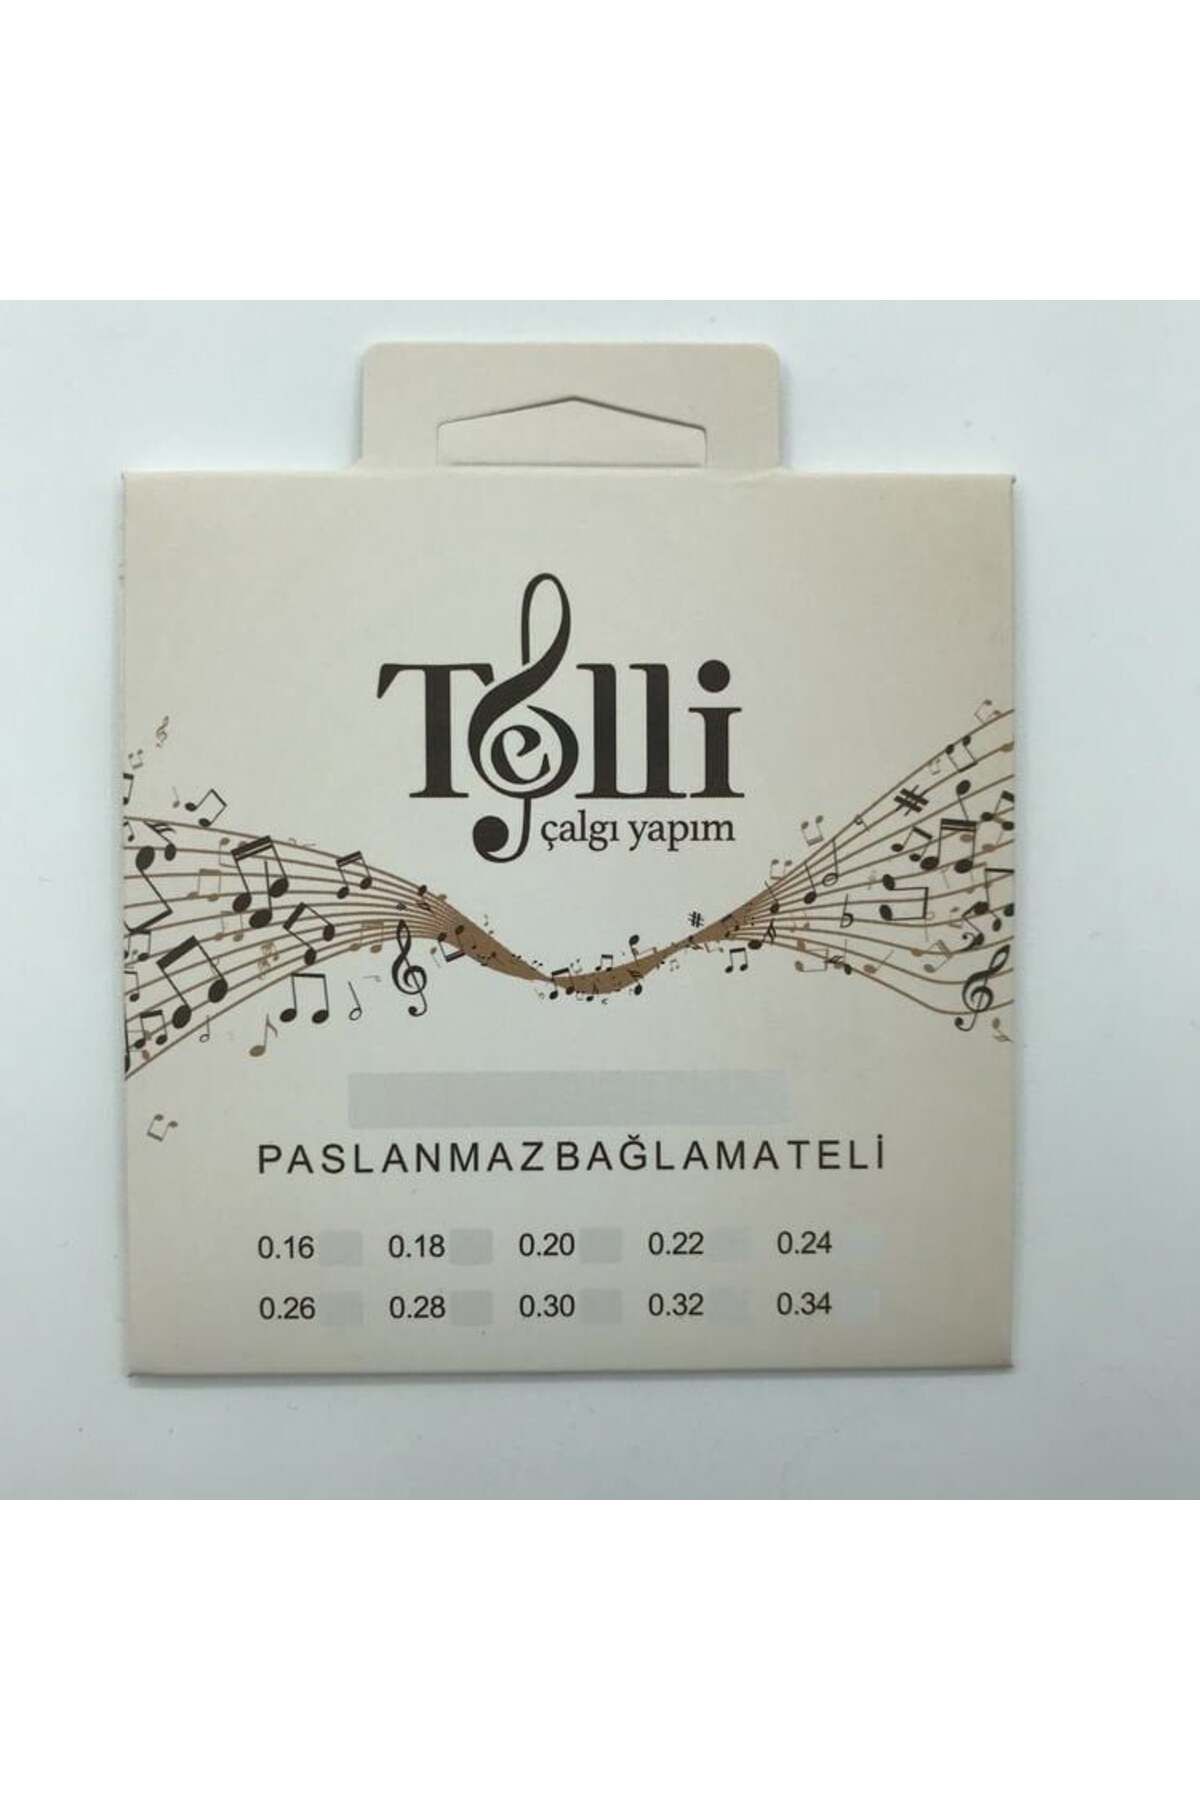 Telli
çalgı yapım
PASLANMAZ BAĞLAMA TELİ
0.16 0.18 0.20 0.22 0.24
0.26 0.28 0.30 0.32 0.34